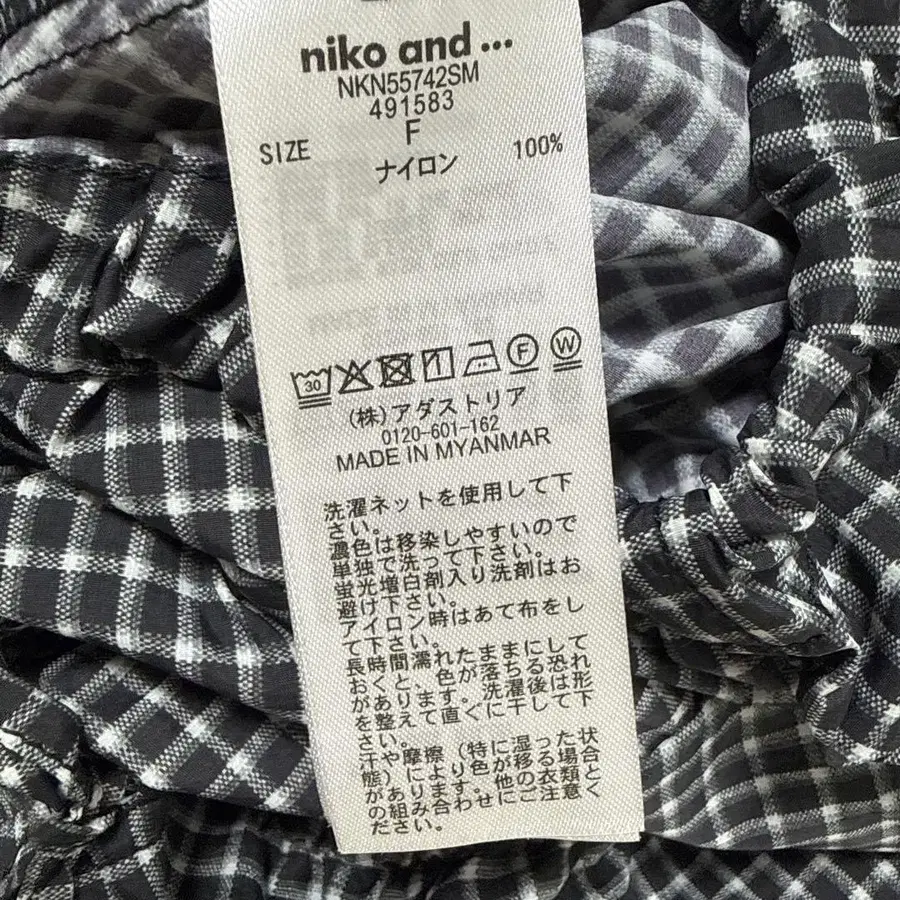 niko and ...
NKN55742SM
491583
F
SIZE
ナイロン 100%
30
F
W
(株)アダストリア
0120-601-162
MADE IN MYANMAR
洗濯ネットを使用して下
さい。
濃色は移染しやすいので
単独で洗って下さい。
蛍光増白剤入り洗剤はお
避け下さい。
アイロン時はあて布をし
て下さい。
長時間濡れたままにして
おくと、色が落ちる恐れ
があります。洗濯後は形
を整えて直ぐに干して下
さい。
汗や摩擦(特に湿った状
態)により色が移る場合
があります。他の衣類と
の組み合わせにご注意く
ださい。